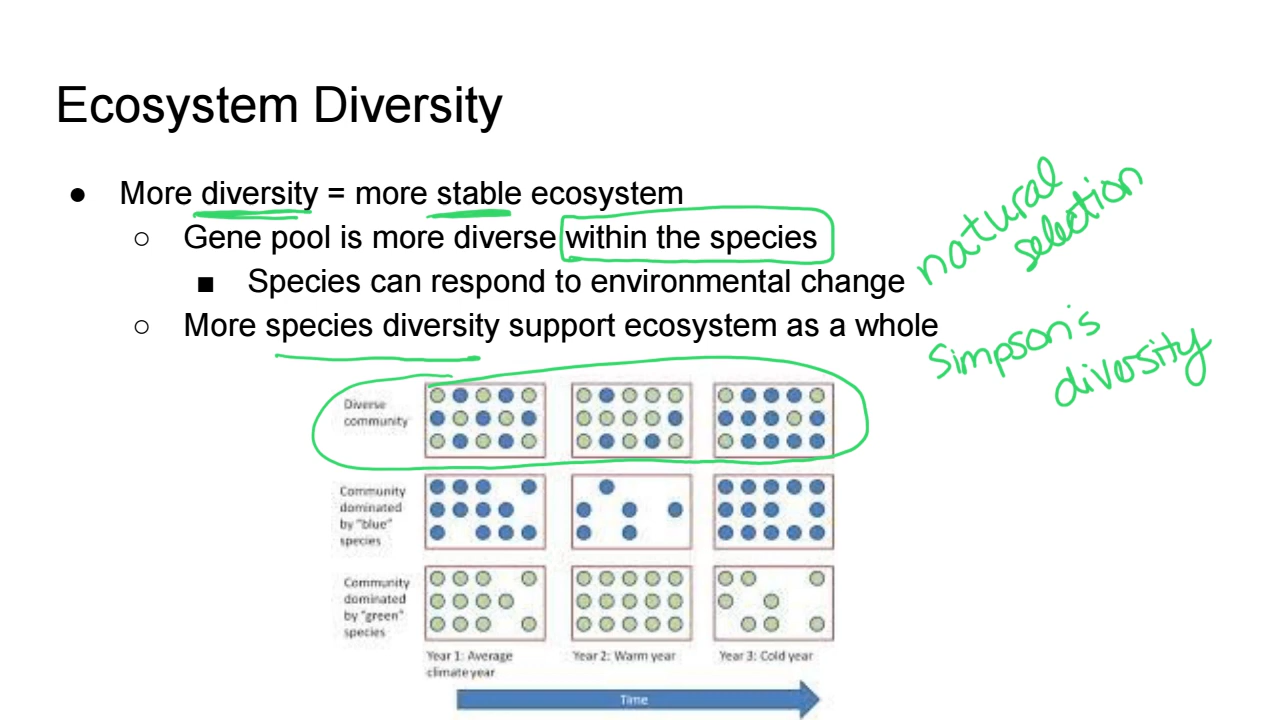 Ecosystem Diversity
● More diversity = more stable ecosystem
○ Gene pool is more diverse within the species
■ Species can respond to environmental change
○ More species diversity support ecosystem as a whole
natural
selection
Simpson's
diversity
Diverse
community
Community
dominated
by "blue"
species
Community
dominated
by "green"
species
Year 1: Average
climate year
Year 2: Warm year
Year 3: Cold year
Time